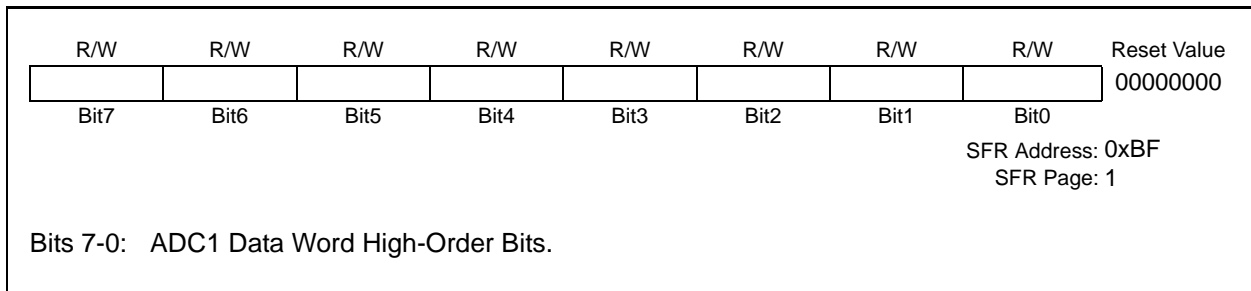 R/W R/W R/W R/W R/W R/W R/W R/W Reset Value
00000000
Bit7 Bit6 Bit5 Bit4 Bit3 Bit2 Bit1 Bit0
SFR Address: 0xBF
SFR Page: 1
Bits 7-0: ADC1 Data Word High-Order Bits.